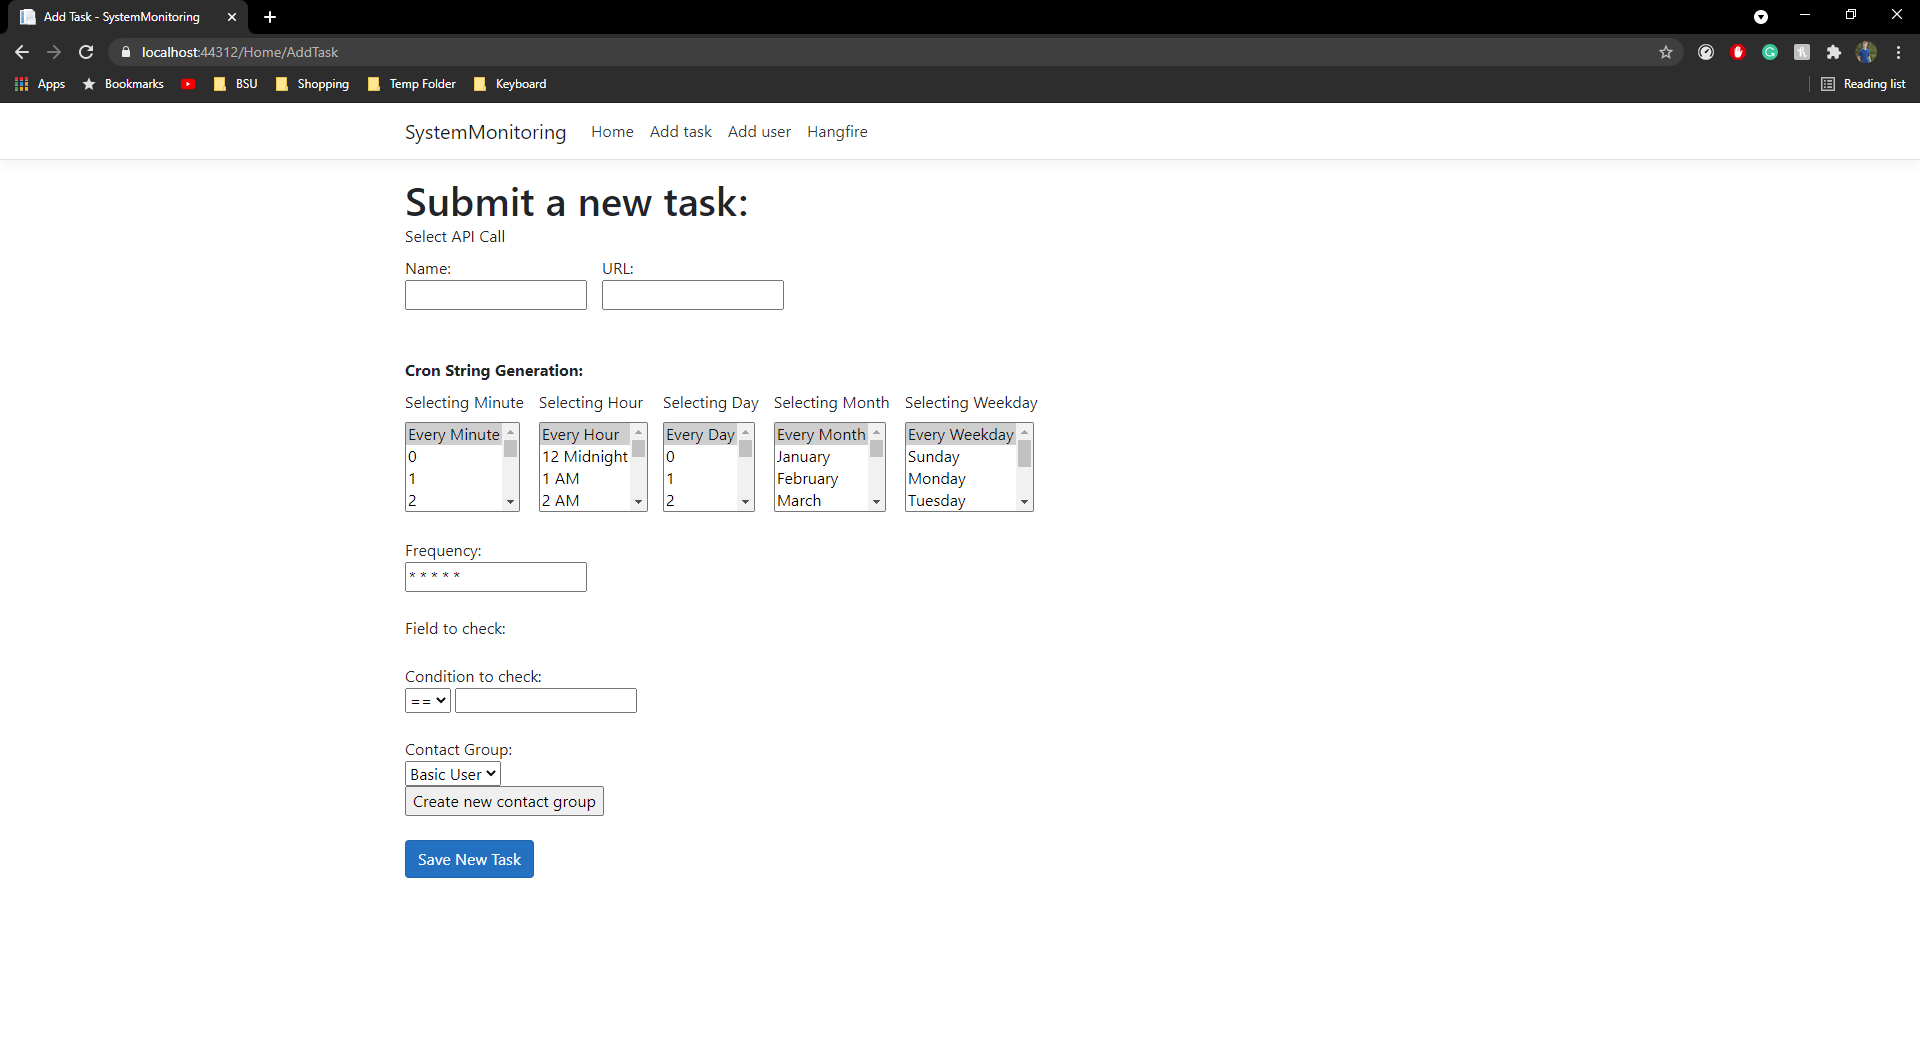 Add Task - SystemMonitoring
localhost:44312/Home/AddTask
Apps Bookmarks BSU Shopping Temp Folder Keyboard Reading list
SystemMonitoring Home Add task Add user Hangfire
Submit a new task:
Select API Call
Name: URL:
Cron String Generation:
Selecting Minute Selecting Hour Selecting Day Selecting Month Selecting Weekday
Every Minute Every Hour Every Day Every Month Every Weekday
0 12 Midnight 0 January Sunday
1 1 AM 1 February Monday
2 2 AM 2 March Tuesday
Frequency:
* * * * *
Field to check:
Condition to check:
==
Contact Group:
Basic User
Create new contact group
Save New Task